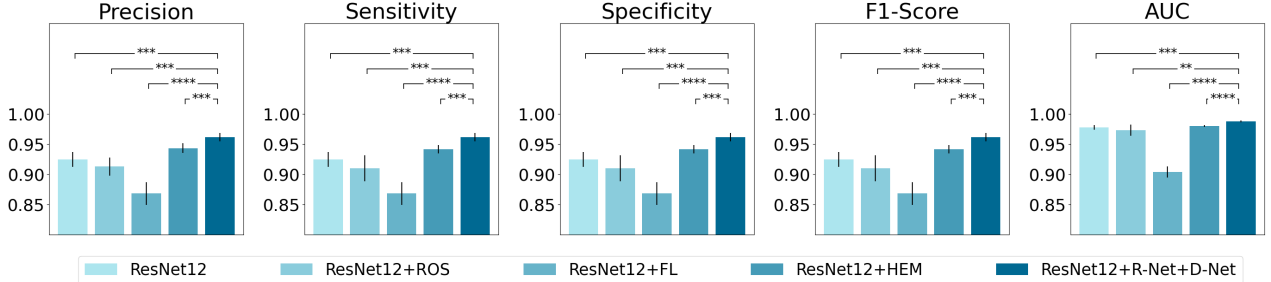 Precision
Sensitivity
Specificity
F1-Score
AUC
*** *** *** *** ***
*** *** *** *** **
**** **** **** **** ****
*** *** *** *** ****
1.00 1.00 1.00 1.00 1.00
0.95 0.95 0.95 0.95 0.95
0.90 0.90 0.90 0.90 0.90
0.85 0.85 0.85 0.85 0.85
ResNet12 ResNet12+ROS ResNet12+FL ResNet12+HEM ResNet12+R-Net+D-Net